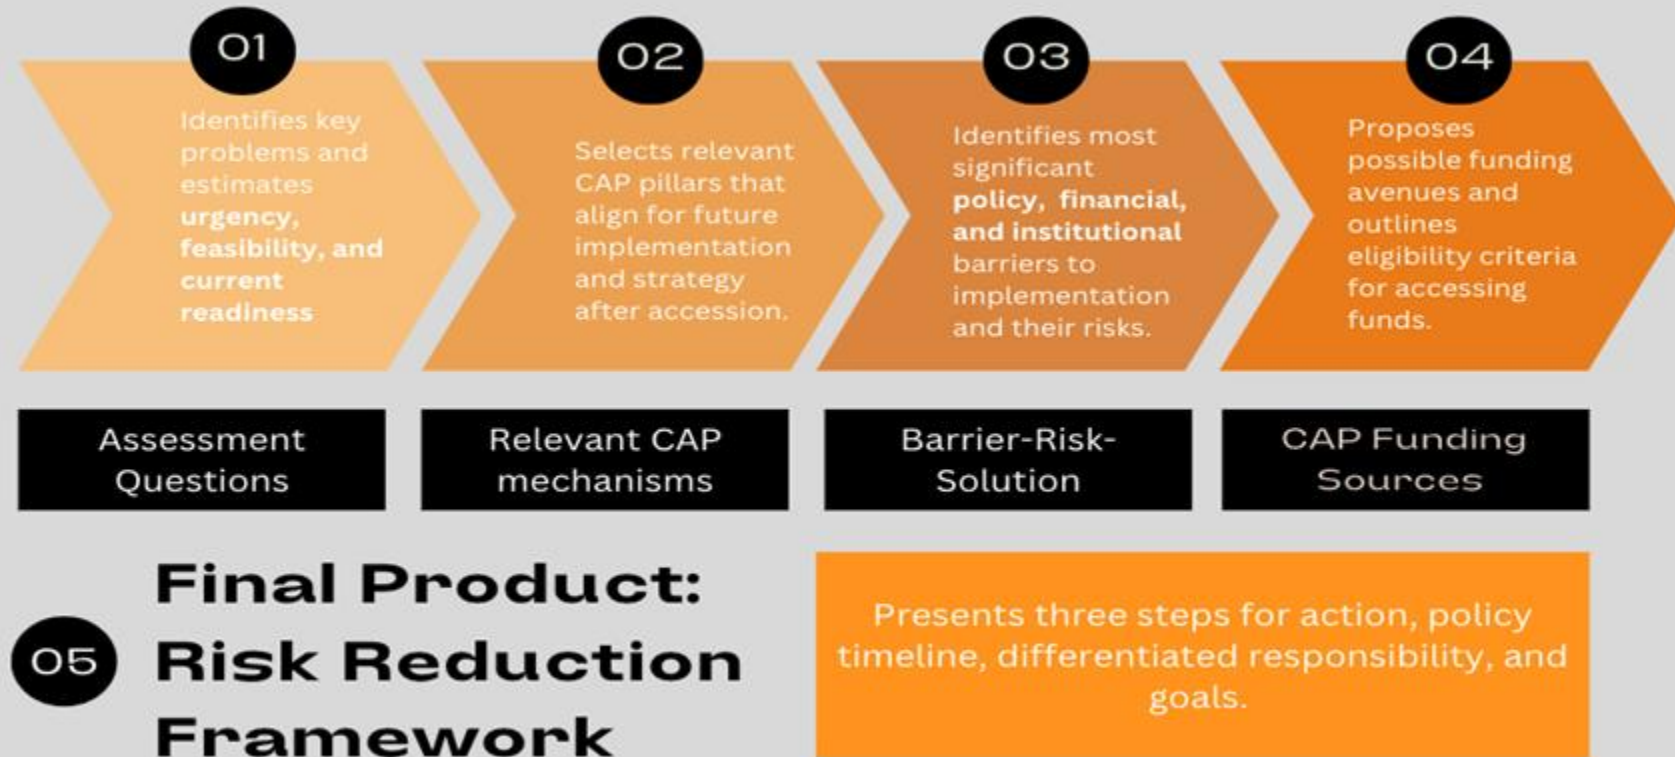 01
Identifies key
problems and
estimates
urgency,
feasibility, and
current
readiness
Assessment
Questions
02
Selects relevant
CAP pillars that
align for future
implementation
and strategy
after accession.
Relevant CAP
mechanisms
03
Identifies most
significant
policy, financial,
and institutional
barriers to
implementation
and their risks.
Barrier-Risk-
Solution
04
Proposes
possible funding
avenues and
outlines
eligibility criteria
for accessing
funds.
CAP Funding
Sources
05
Final Product:
Risk Reduction
Framework
Presents three steps for action, policy
timeline, differentiated responsibility, and
goals.